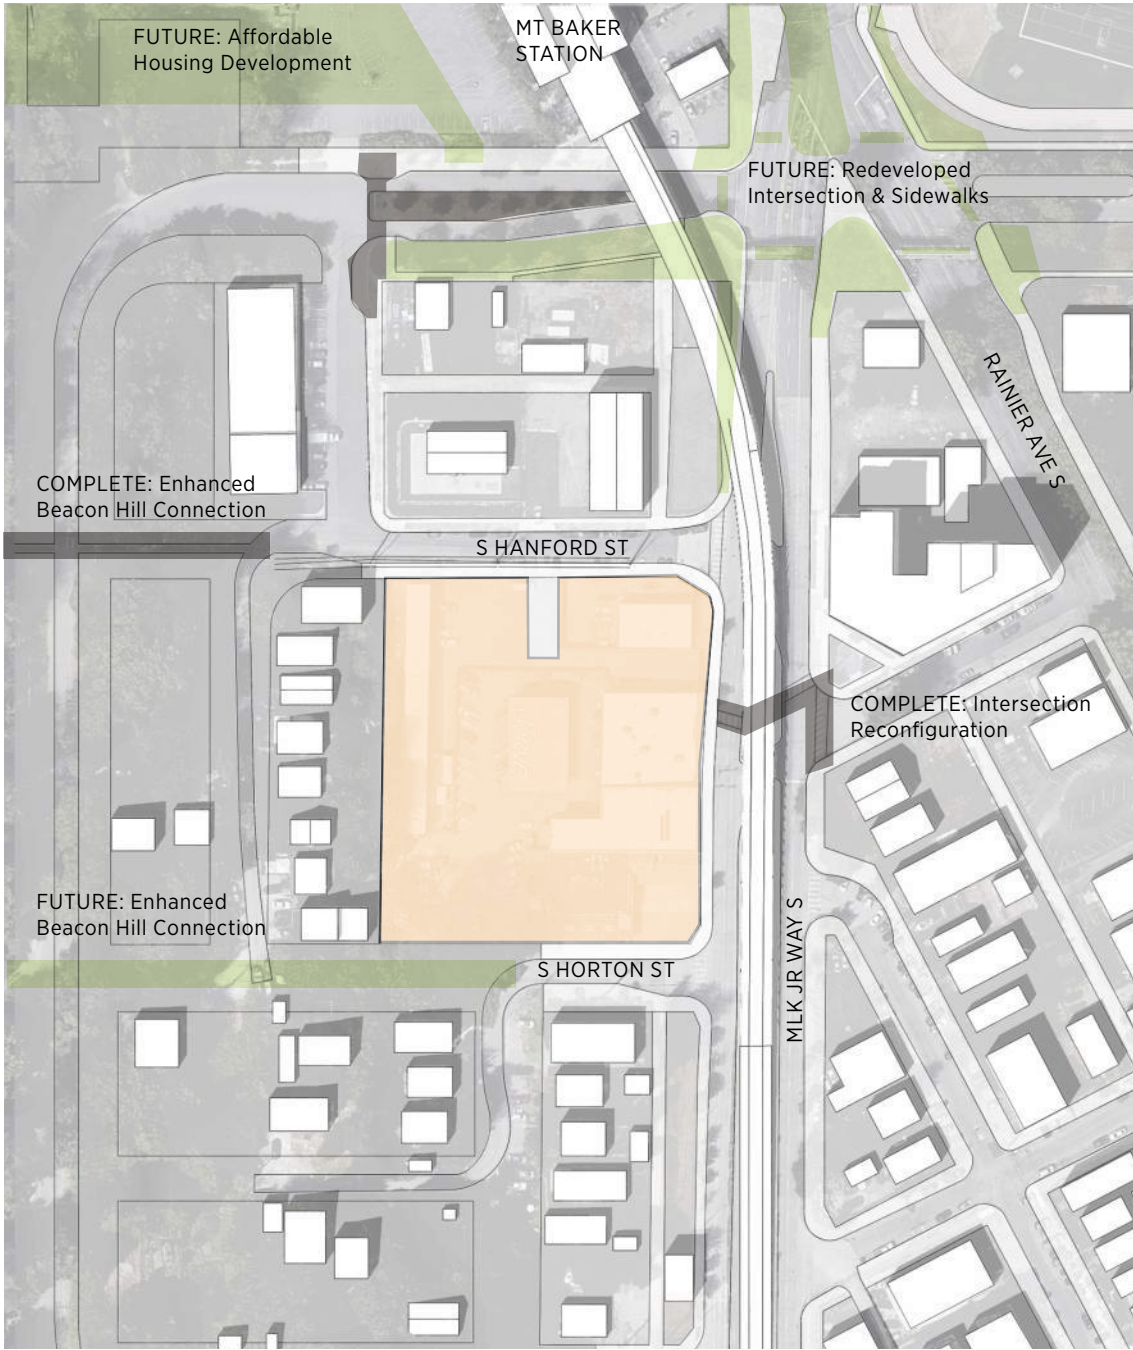 FUTURE: Affordable
Housing Development
MT BAKER
STATION
FUTURE: Redeveloped
Intersection & Sidewalks
RAINIER AVE S
COMPLETE: Enhanced
Beacon Hill Connection
S HANFORD ST
COMPLETE: Intersection
Reconfiguration
FUTURE: Enhanced
Beacon Hill Connection
MLK JR WAY S
S HORTON ST